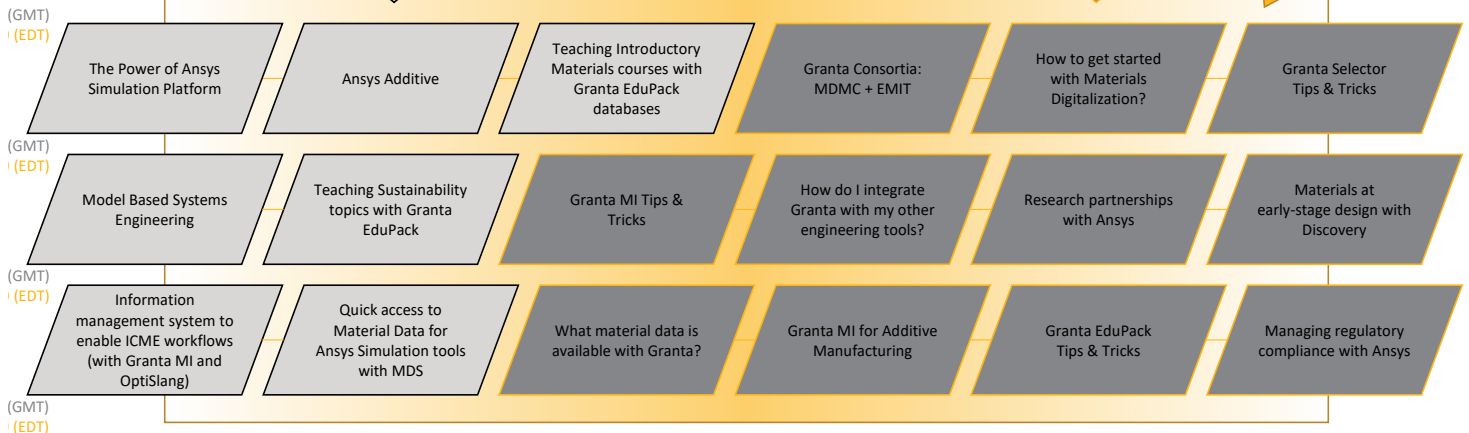 (GMT)
(EDT)
The Power of Ansys
Simulation Platform
Ansys Additive
Teaching Introductory
Materials courses with
Granta EduPack
databases
Granta Consortia:
MDMC + EMIT
How to get started
with Materials
Digitalization?
Granta Selector
Tips & Tricks
(GMT)
(EDT)
Model Based Systems
Engineering
Teaching Sustainability
topics with Granta
EduPack
Granta MI Tips &
Tricks
How do I integrate
Granta with my other
engineering tools?
Research partnerships
with Ansys
Materials at
early-stage design with
Discovery
(GMT)
(EDT)
Information
management system to
enable ICME workflows
(with Granta MI and
OptiSlang)
Quick access to
Material Data for
Ansys Simulation tools
with MDS
What material data is
available with Granta?
Granta MI for Additive
Manufacturing
Granta EduPack
Tips & Tricks
Managing regulatory
compliance with Ansys
(GMT)
(EDT)